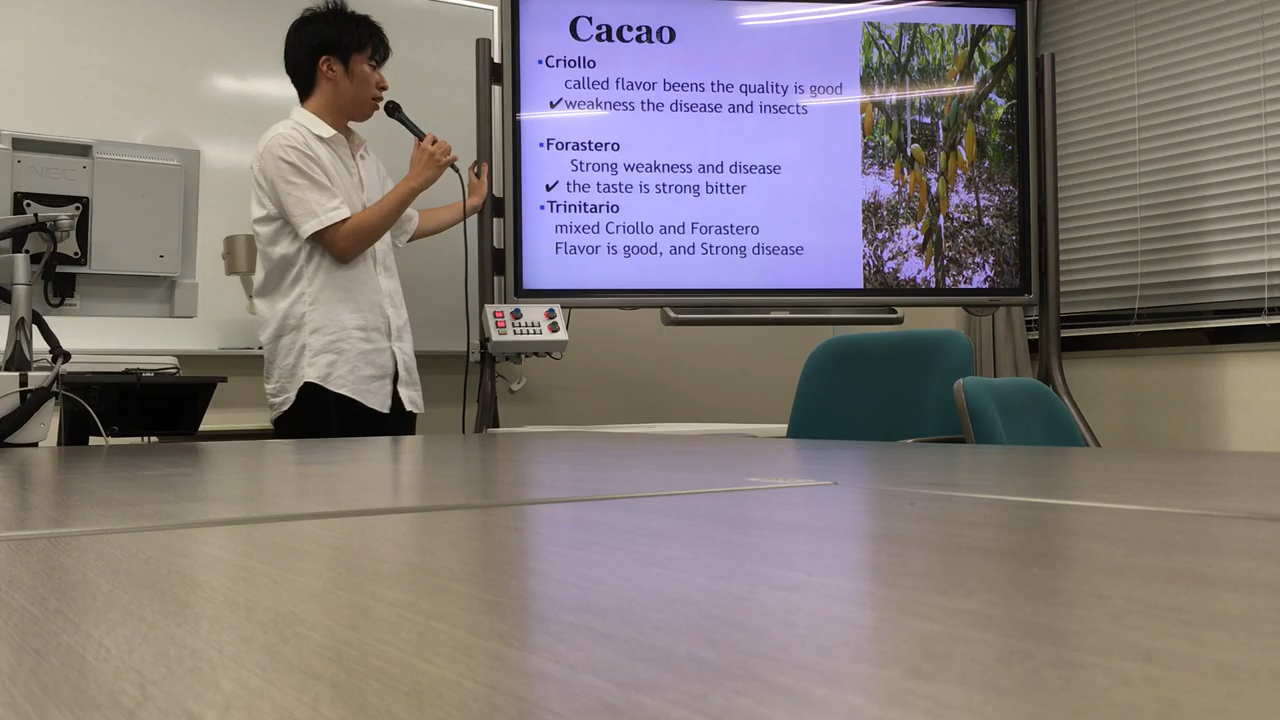 Cacao
▪Criollo
called flavor beens the quality is good
✔weakness the disease and insects
▪Forastero
Strong weakness and disease
✔ the taste is strong bitter
▪Trinitario
mixed Criollo and Forastero
Flavor is good, and Strong disease
NEC